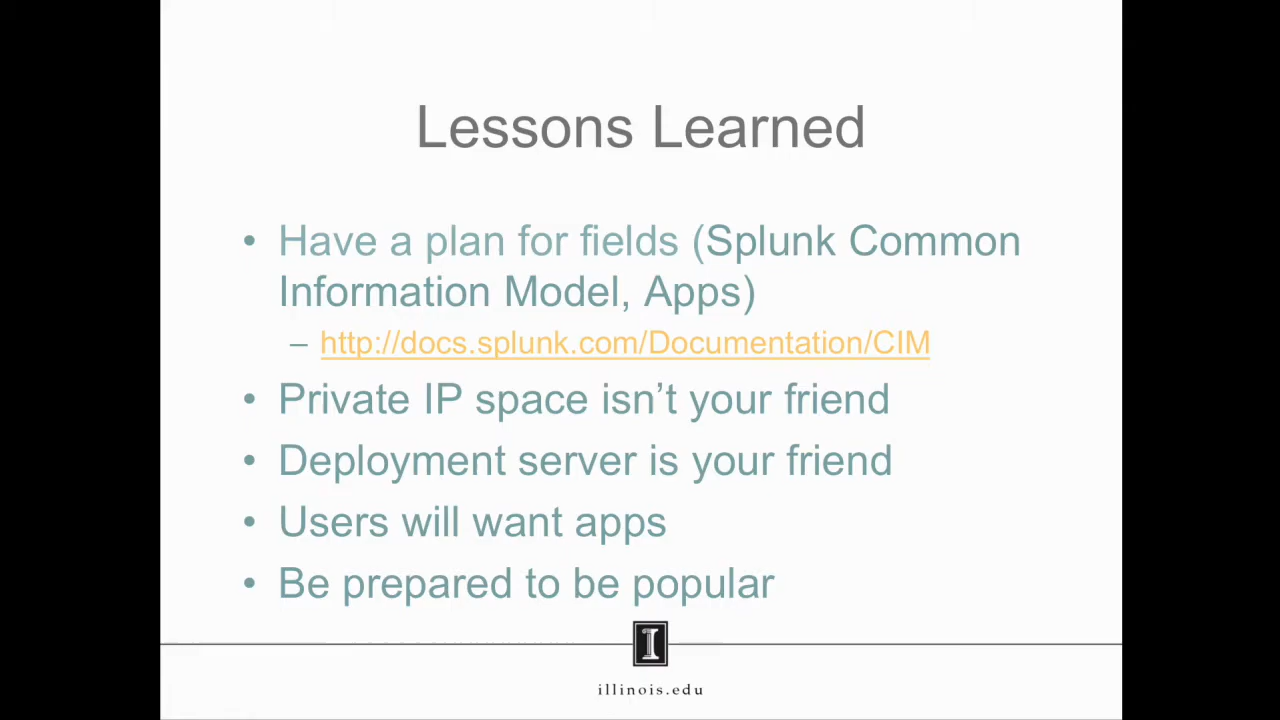 Lessons Learned
• Have a plan for fields (Splunk Common
Information Model, Apps)
– http://docs.splunk.com/Documentation/CIM
• Private IP space isn’t your friend
• Deployment server is your friend
• Users will want apps
• Be prepared to be popular
I
illinois.edu